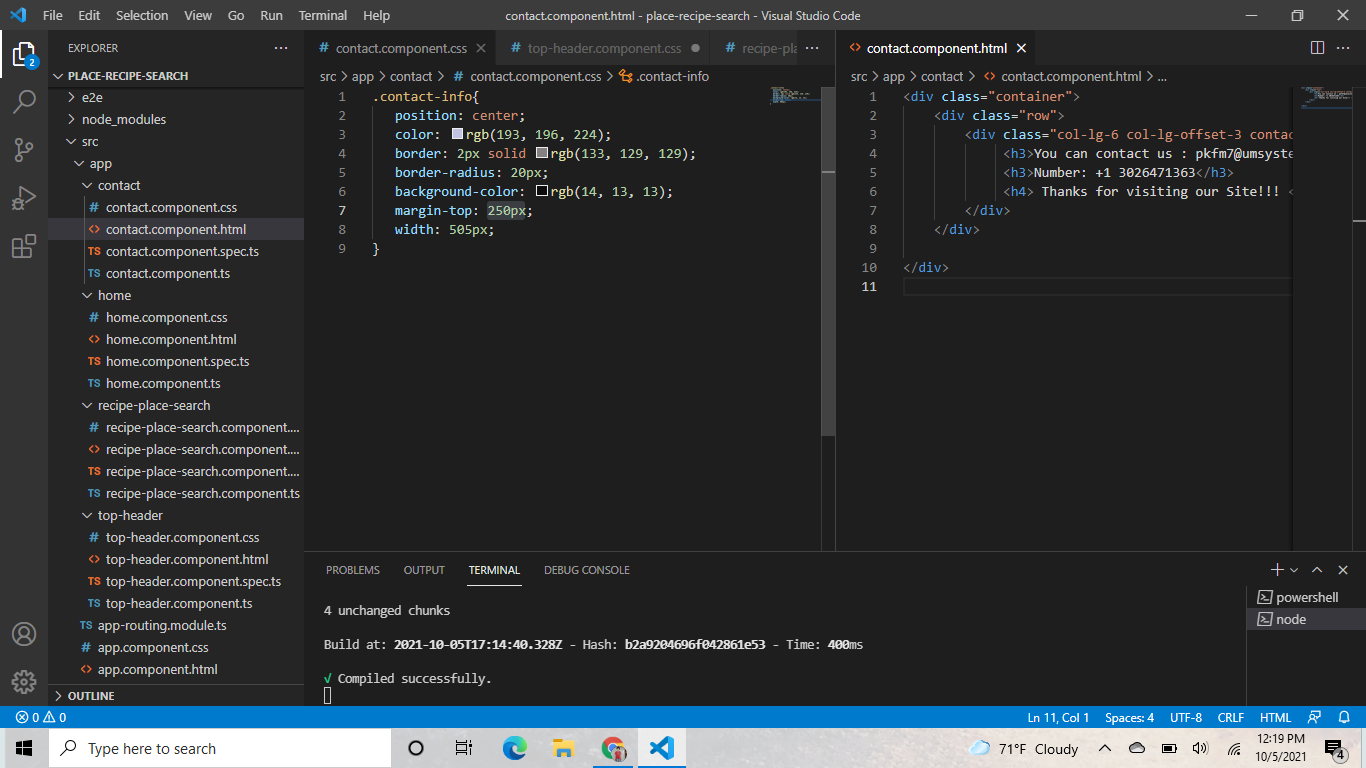 File Edit Selection View Go Run Terminal Help contact.component.html - place-recipe-search - Visual Studio Code
EXPLORER
PLACE-RECIPE-SEARCH
e2e
node_modules
src
app
contact
# contact.component.css
<> contact.component.html
TS contact.component.spec.ts
TS contact.component.ts
home
# home.component.css
<> home.component.html
TS home.component.spec.ts
TS home.component.ts
recipe-place-search
# recipe-place-search.component....
<> recipe-place-search.component....
TS recipe-place-search.component....
TS recipe-place-search.component.ts
top-header
# top-header.component.css
<> top-header.component.html
TS top-header.component.spec.ts
TS top-header.component.ts
TS app-routing.module.ts
# app.component.css
<> app.component.html
OUTLINE
2
# contact.component.css # top-header.component.css # recipe-pla ...
src > app > contact > # contact.component.css > .contact-info
1 .contact-info{
2 position: center;
3 color: rgb(193, 196, 224);
4 border: 2px solid rgb(133, 129, 129);
5 border-radius: 20px;
6 background-color: rgb(14, 13, 13);
7 margin-top: 250px;
8 width: 505px;
9 }
<> contact.component.html
src > app > contact > <> contact.component.html > ...
1 <div class="container">
2 <div class="row">
3 <div class="col-lg-6 col-lg-offset-3 contac
4 <h3>You can contact us : pkfm7@umsyste
5 <h3>Number: +1 3026471363</h3>
6 <h4> Thanks for visiting our Site!!! <
7 </div>
8 </div>
9
10 </div>
11
PROBLEMS OUTPUT TERMINAL DEBUG CONSOLE
4 unchanged chunks
Build at: 2021-10-05T17:14:40.328Z - Hash: b2a9204696f042861e53 - Time: 400ms
√ Compiled successfully.
powershell
node
0 0 Ln 11, Col 1 Spaces: 4 UTF-8 CRLF HTML
Type here to search 71°F Cloudy 12:19 PM
10/5/2021
4